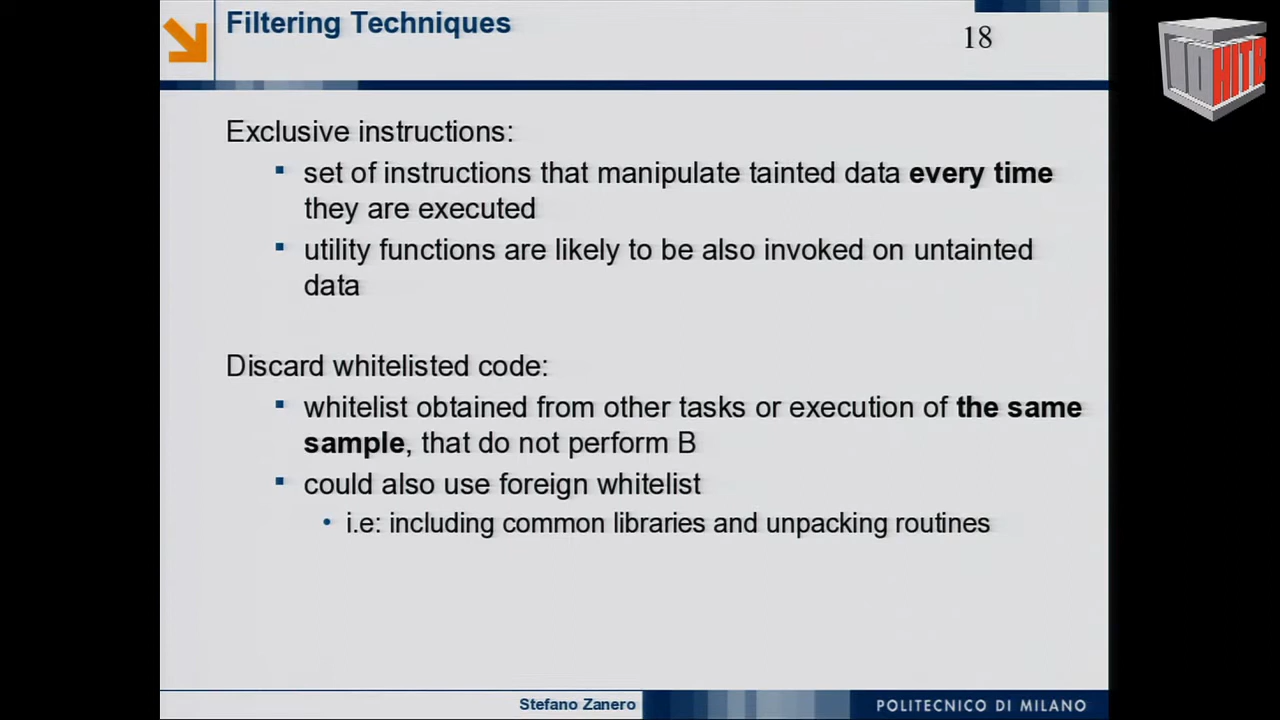 Filtering Techniques
18
HITB
Exclusive instructions:
set of instructions that manipulate tainted data every time
they are executed
utility functions are likely to be also invoked on untainted
data
Discard whitelisted code:
whitelist obtained from other tasks or execution of the same
sample, that do not perform B
could also use foreign whitelist
i.e: including common libraries and unpacking routines
Stefano Zanero
POLITECNICO DI MILANO